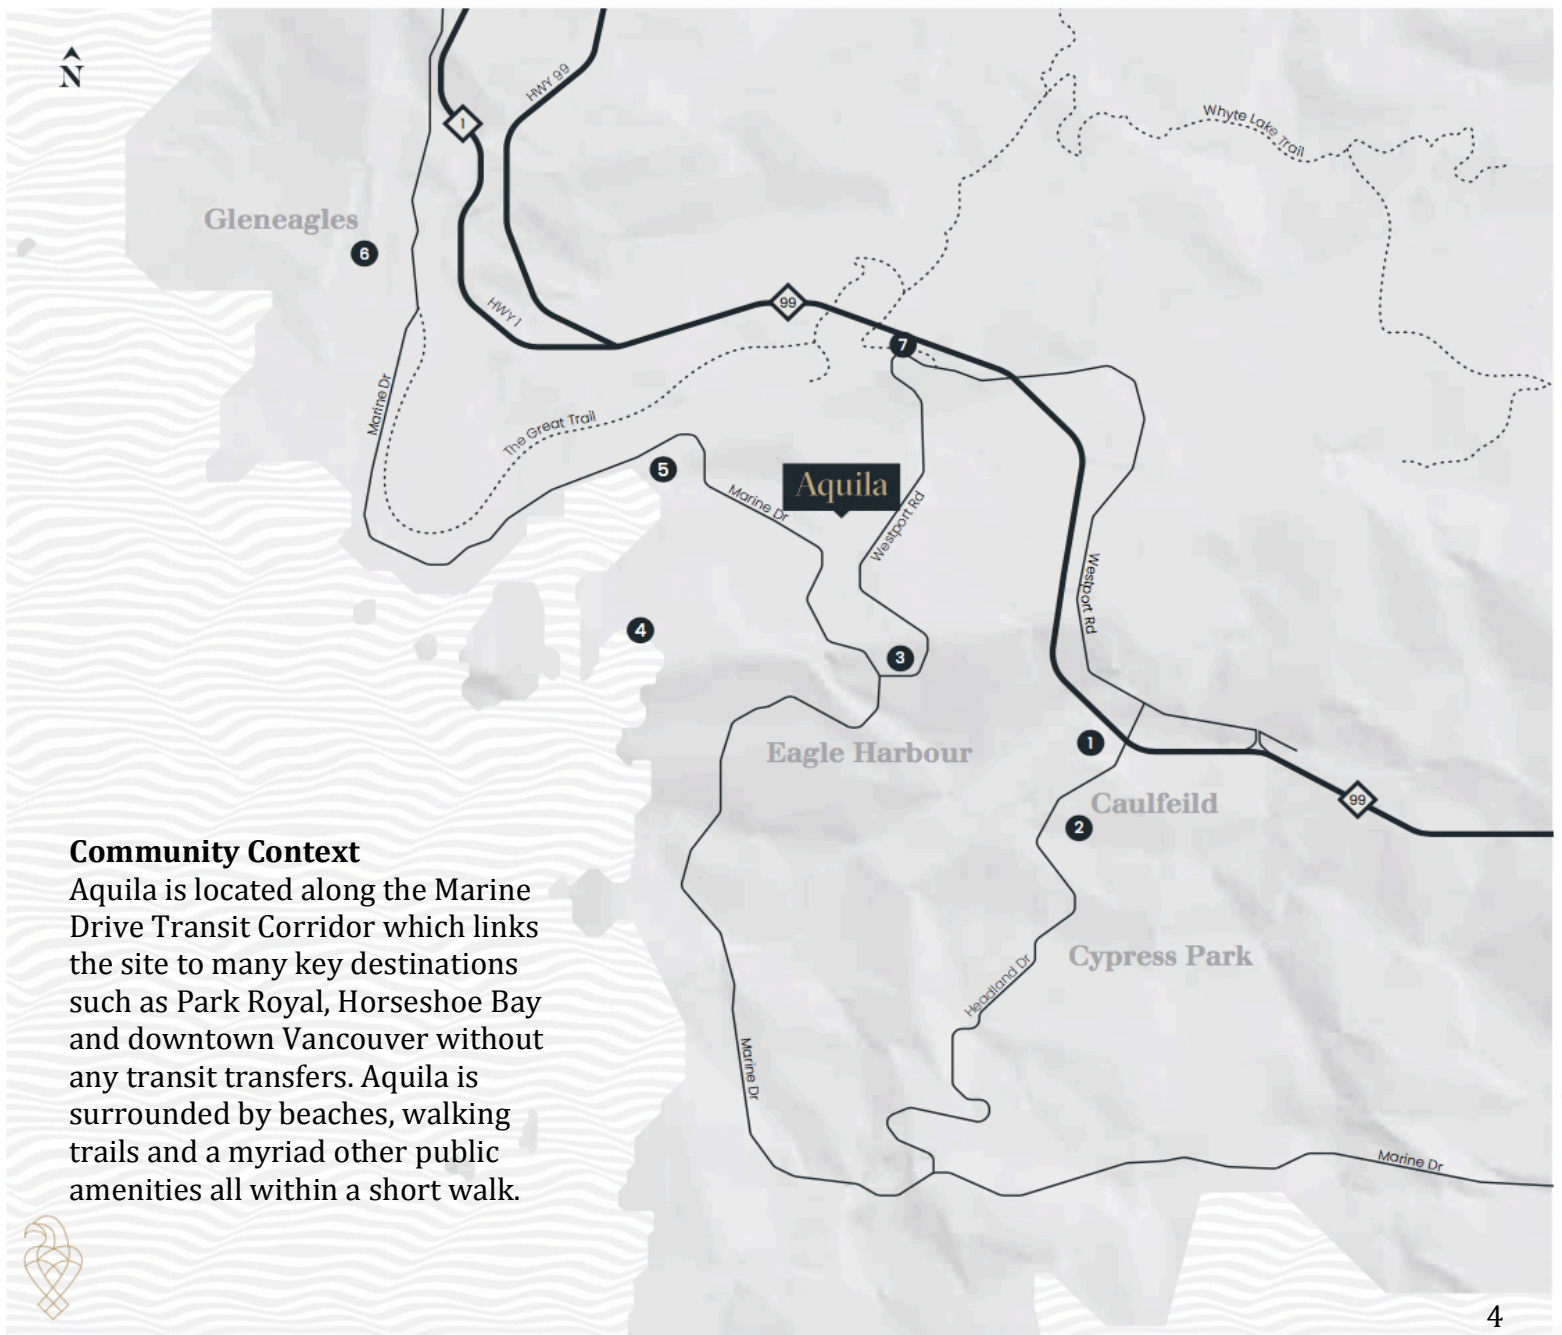 N
HWY 99
1
Whyte Lake Trail
Gleneagles
6
HWY 1
99
7
Marine Dr
The Great Trail
5
Aquila
Marine Dr
Westport Rd
Westport Rd
4
3
1
Eagle Harbour
Caulfeild
99
2
Community Context
Aquila is located along the Marine
Drive Transit Corridor which links
the site to many key destinations
such as Park Royal, Horseshoe Bay
and downtown Vancouver without
any transit transfers. Aquila is
surrounded by beaches, walking
trails and a myriad other public
amenities all within a short walk.
Cypress Park
Headland Dr
Marine Dr
Marine Dr
4